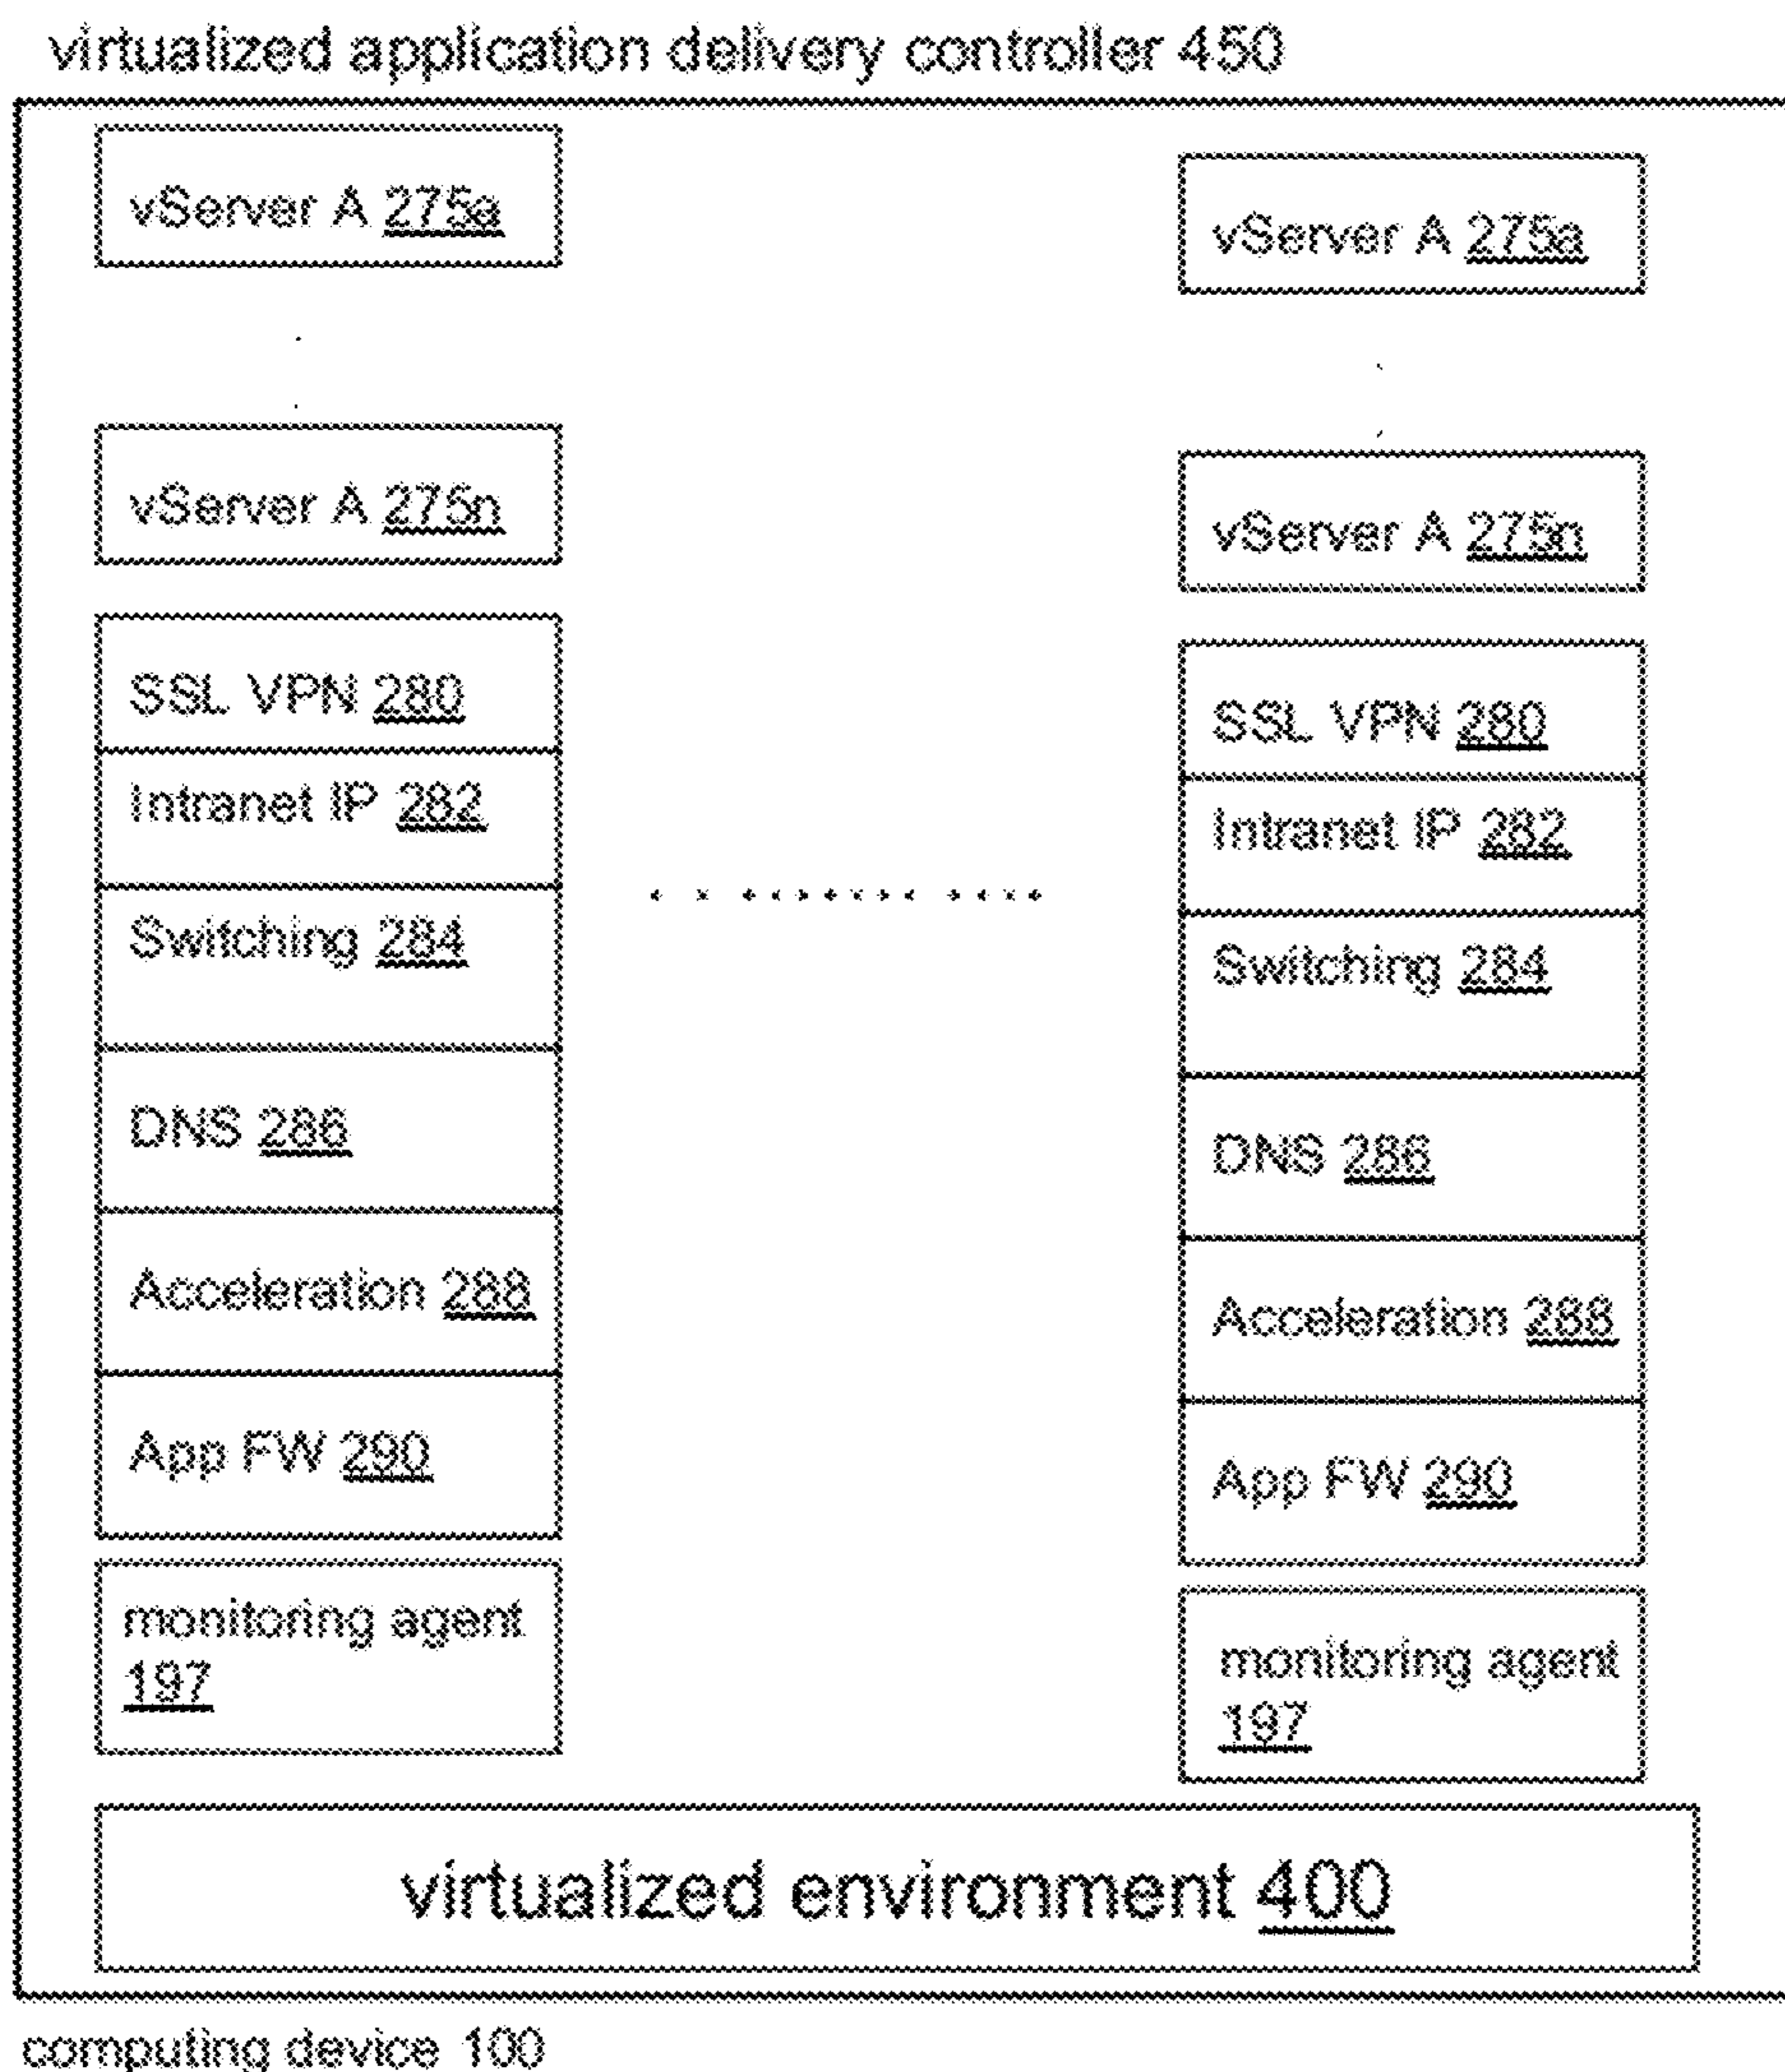 virtualized application delivery controller 450
vServer A 275a
vServer A 275n
SSL VPN 280
Intranet IP 282
Switching 284
DNS 286
Acceleration 288
App FW 290
monitoring agent
197
vServer A 275a
vServer A 275n
SSL VPN 280
Intranet IP 282
Switching 284
DNS 286
Acceleration 288
App FW 290
monitoring agent
197
virtualized environment 400
computing device 100